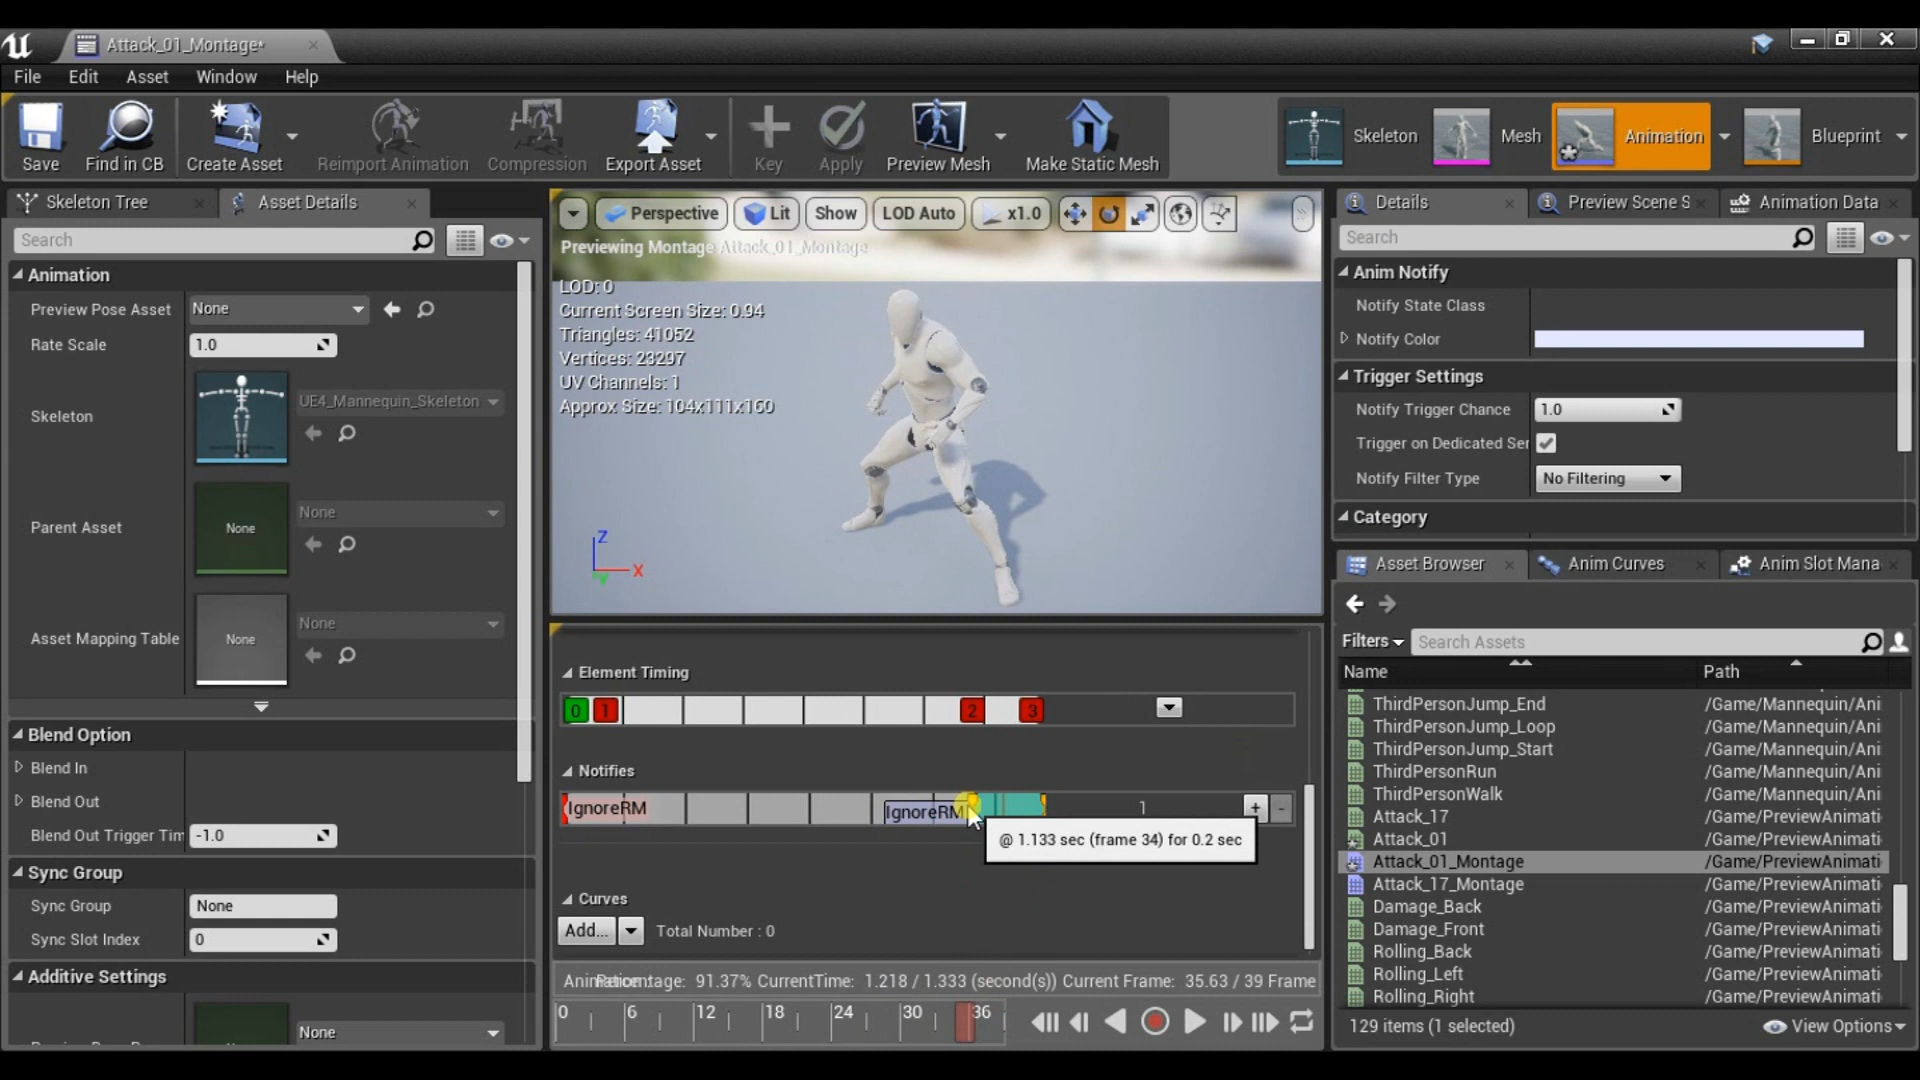 Attack_01_Montage*
File Edit Asset Window Help
Save
Find in CB
Create Asset
Reimport Animation
Compression
Export Asset
Key
Apply
Preview Mesh
Make Static Mesh
Skeleton
Mesh
Animation
Blueprint
Skeleton Tree
Asset Details
Search
Animation
Preview Pose Asset None
Rate Scale 1.0
Skeleton UE4_Mannequin_Skeleton
Parent Asset None None
Asset Mapping Table None None
Blend Option
Blend In
Blend Out
Blend Out Trigger Tim -1.0
Sync Group
Sync Group None
Sync Slot Index 0
Additive Settings
None
Perspective Lit Show LOD Auto x1.0
Previewing Montage Attack_01_Montage
LOD: 0
Current Screen Size: 0.94
Triangles: 41052
Vertices: 23297
UV Channels: 1
Approx Size: 104x111x160
Z
X
Y
Element Timing
0 1 2 3
Notifies
IgnoreRM IgnoreRM 1 + -
@ 1.133 sec (frame 34) for 0.2 sec
Curves
Add... Total Number : 0
Percentage: 91.37% CurrentTime: 1.218 / 1.333 (second(s)) Current Frame: 35.63 / 39 Frame
0 6 12 18 24 30 36
Details
Preview Scene S
Animation Data
Search
Anim Notify
Notify State Class
Notify Color
Trigger Settings
Notify Trigger Chance 1.0
Trigger on Dedicated Ser
Notify Filter Type No Filtering
Category
Asset Browser
Anim Curves
Anim Slot Mana
Filters Search Assets
Name Path
ThirdPersonJump_End /Game/Mannequin/Ani
ThirdPersonJump_Loop /Game/Mannequin/Ani
ThirdPersonJump_Start /Game/Mannequin/Ani
ThirdPersonRun /Game/Mannequin/Ani
ThirdPersonWalk /Game/Mannequin/Ani
Attack_17 /Game/PreviewAnimati
Attack_01 /Game/PreviewAnimati
Attack_01_Montage /Game/PreviewAnimati
Attack_17_Montage /Game/PreviewAnimati
Damage_Back /Game/PreviewAnimati
Damage_Front /Game/PreviewAnimati
Rolling_Back /Game/PreviewAnimati
Rolling_Left /Game/PreviewAnimati
Rolling_Right /Game/PreviewAnimati
129 items (1 selected) View Options